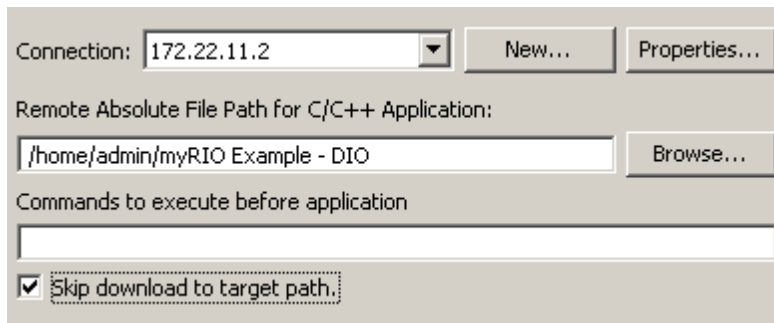 Connection: 172.22.11.2 New... Properties...
Remote Absolute File Path for C/C++ Application:
/home/admin/myRIO Example - DIO Browse...
Commands to execute before application
Skip download to target path.